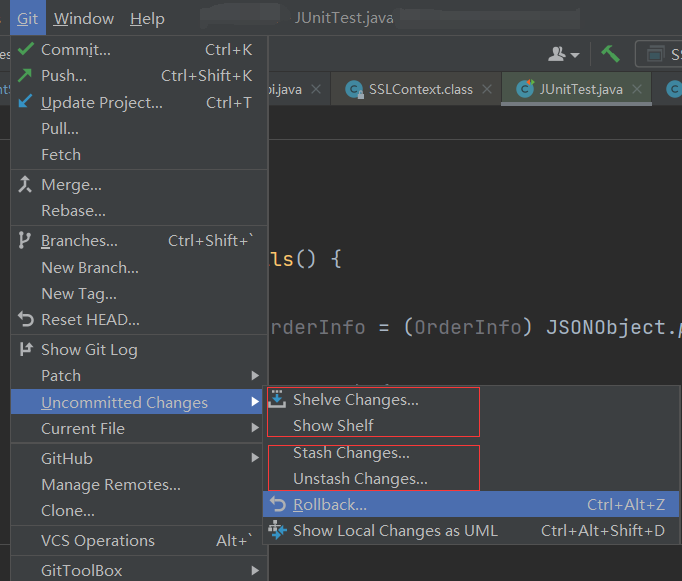 Git Window Help JUnitTest.java
Commit... Ctrl+K
Push... Ctrl+Shift+K
Update Project... Ctrl+T
Pull...
Fetch
Merge...
Rebase...
Branches... Ctrl+Shift+`
New Branch...
New Tag...
Reset HEAD...
Show Git Log
Patch
Uncommitted Changes
Current File
GitHub
Manage Remotes...
Clone...
VCS Operations Alt+`
GitToolBox
Shelve Changes...
Show Shelf
Stash Changes...
Unstash Changes...
Rollback... Ctrl+Alt+Z
Show Local Changes as UML Ctrl+Alt+Shift+D
.java SSLContext.class JUnitTest.java
ls() {
rderInfo = (OrderInfo) JSONObject.